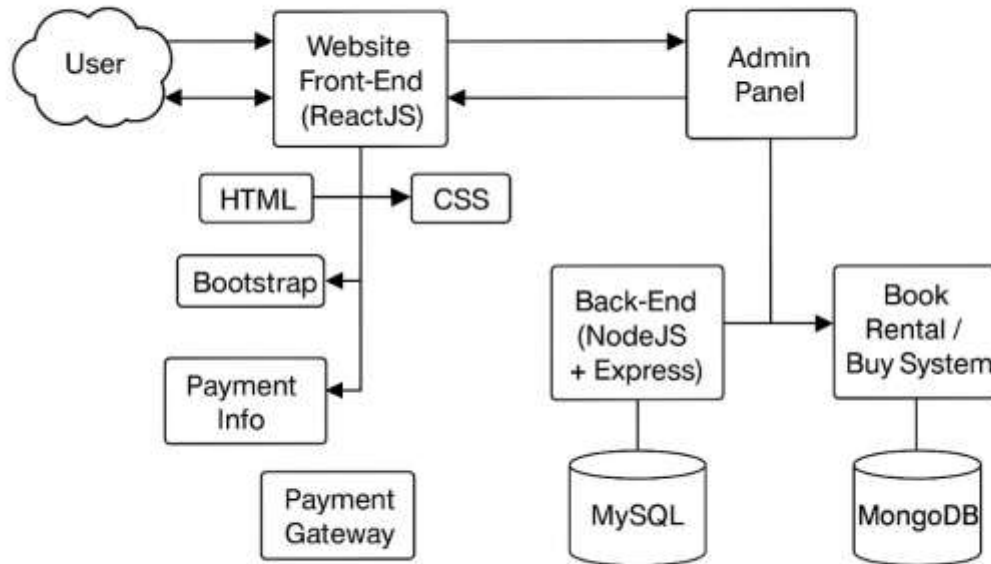 User
Website
Front-End
(ReactJS)
Admin
Panel
HTML
CSS
Bootstrap
Back-End
(NodeJS
+ Express)
Book
Rental /
Buy System
Payment
Info
Payment
Gateway
MySQL
MongoDB